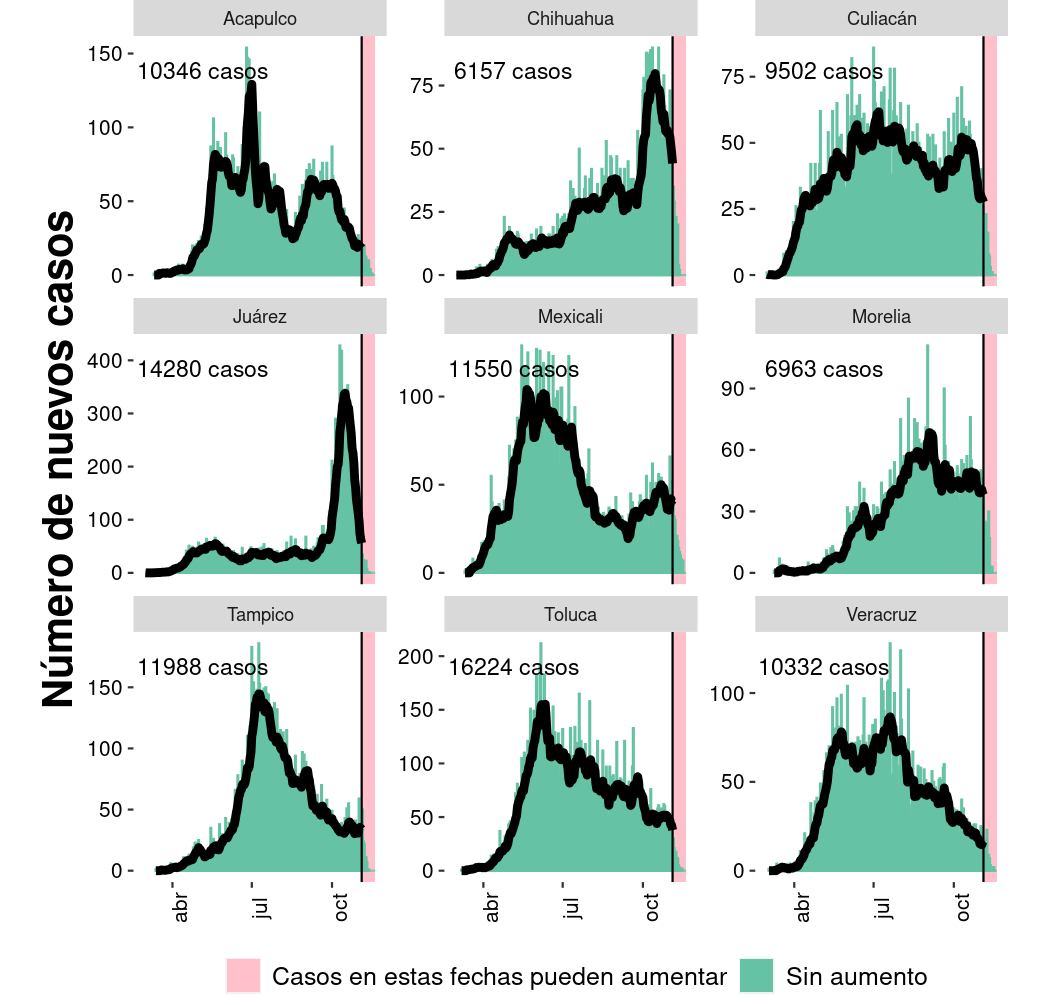 Número de nuevos casos
Acapulco
Chihuahua
Culiacán
10346 casos
6157 casos
9502 casos
150
100
50
0
75
50
25
0
75
50
25
0
Juárez
Mexicali
Morelia
14280 casos
11550 casos
6963 casos
400
300
200
100
0
100
50
0
90
60
30
0
Tampico
Toluca
Veracruz
11988 casos
16224 casos
10332 casos
150
100
50
0
200
150
100
50
0
100
50
0
abr
jul
oct
abr
jul
oct
abr
jul
oct
Casos en estas fechas pueden aumentar
Sin aumento